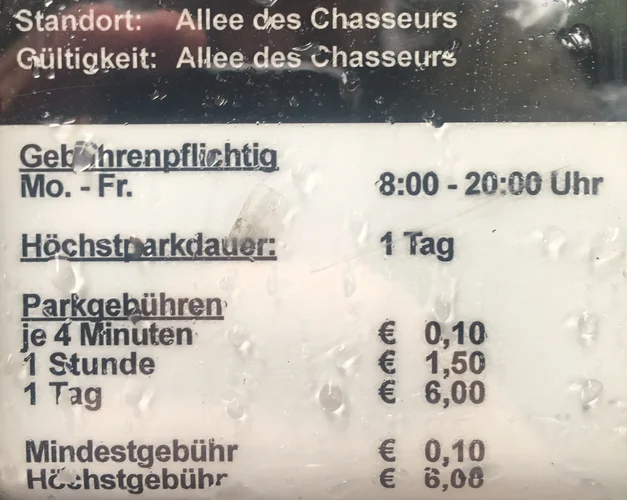 Standort: Allee des Chasseurs
Gültigkeit: Allee des Chasseurs
Gebührenpflichtig
Mo. - Fr. 8:00 - 20:00 Uhr
Höchstparkdauer: 1 Tag
Parkgebühren
je 4 Minuten € 0,10
1 Stunde € 1,50
1 Tag € 6,00
Mindestgebühr € 0,10
Höchstgebühr € 6,00